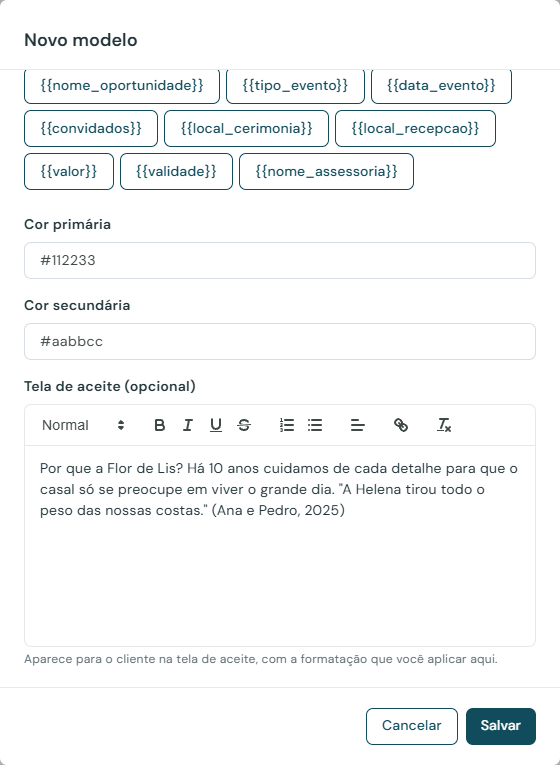 Novo modelo
{{nome_oportunidade}} {{tipo_evento}} {{data_evento}}
{{convidados}} {{local_cerimonia}} {{local_recepcao}}
{{valor}} {{validade}} {{nome_assessoria}}
Cor primária
#112233
Cor secundária
#aabbcc
Tela de aceite (opcional)
Normal B I U S
Por que a Flor de Lis? Há 10 anos cuidamos de cada detalhe para que o
casal só se preocupe em viver o grande dia. "A Helena tirou todo o
peso das nossas costas." (Ana e Pedro, 2025)
Aparece para o cliente na tela de aceite, com a formatação que você aplicar aqui.
Cancelar Salvar